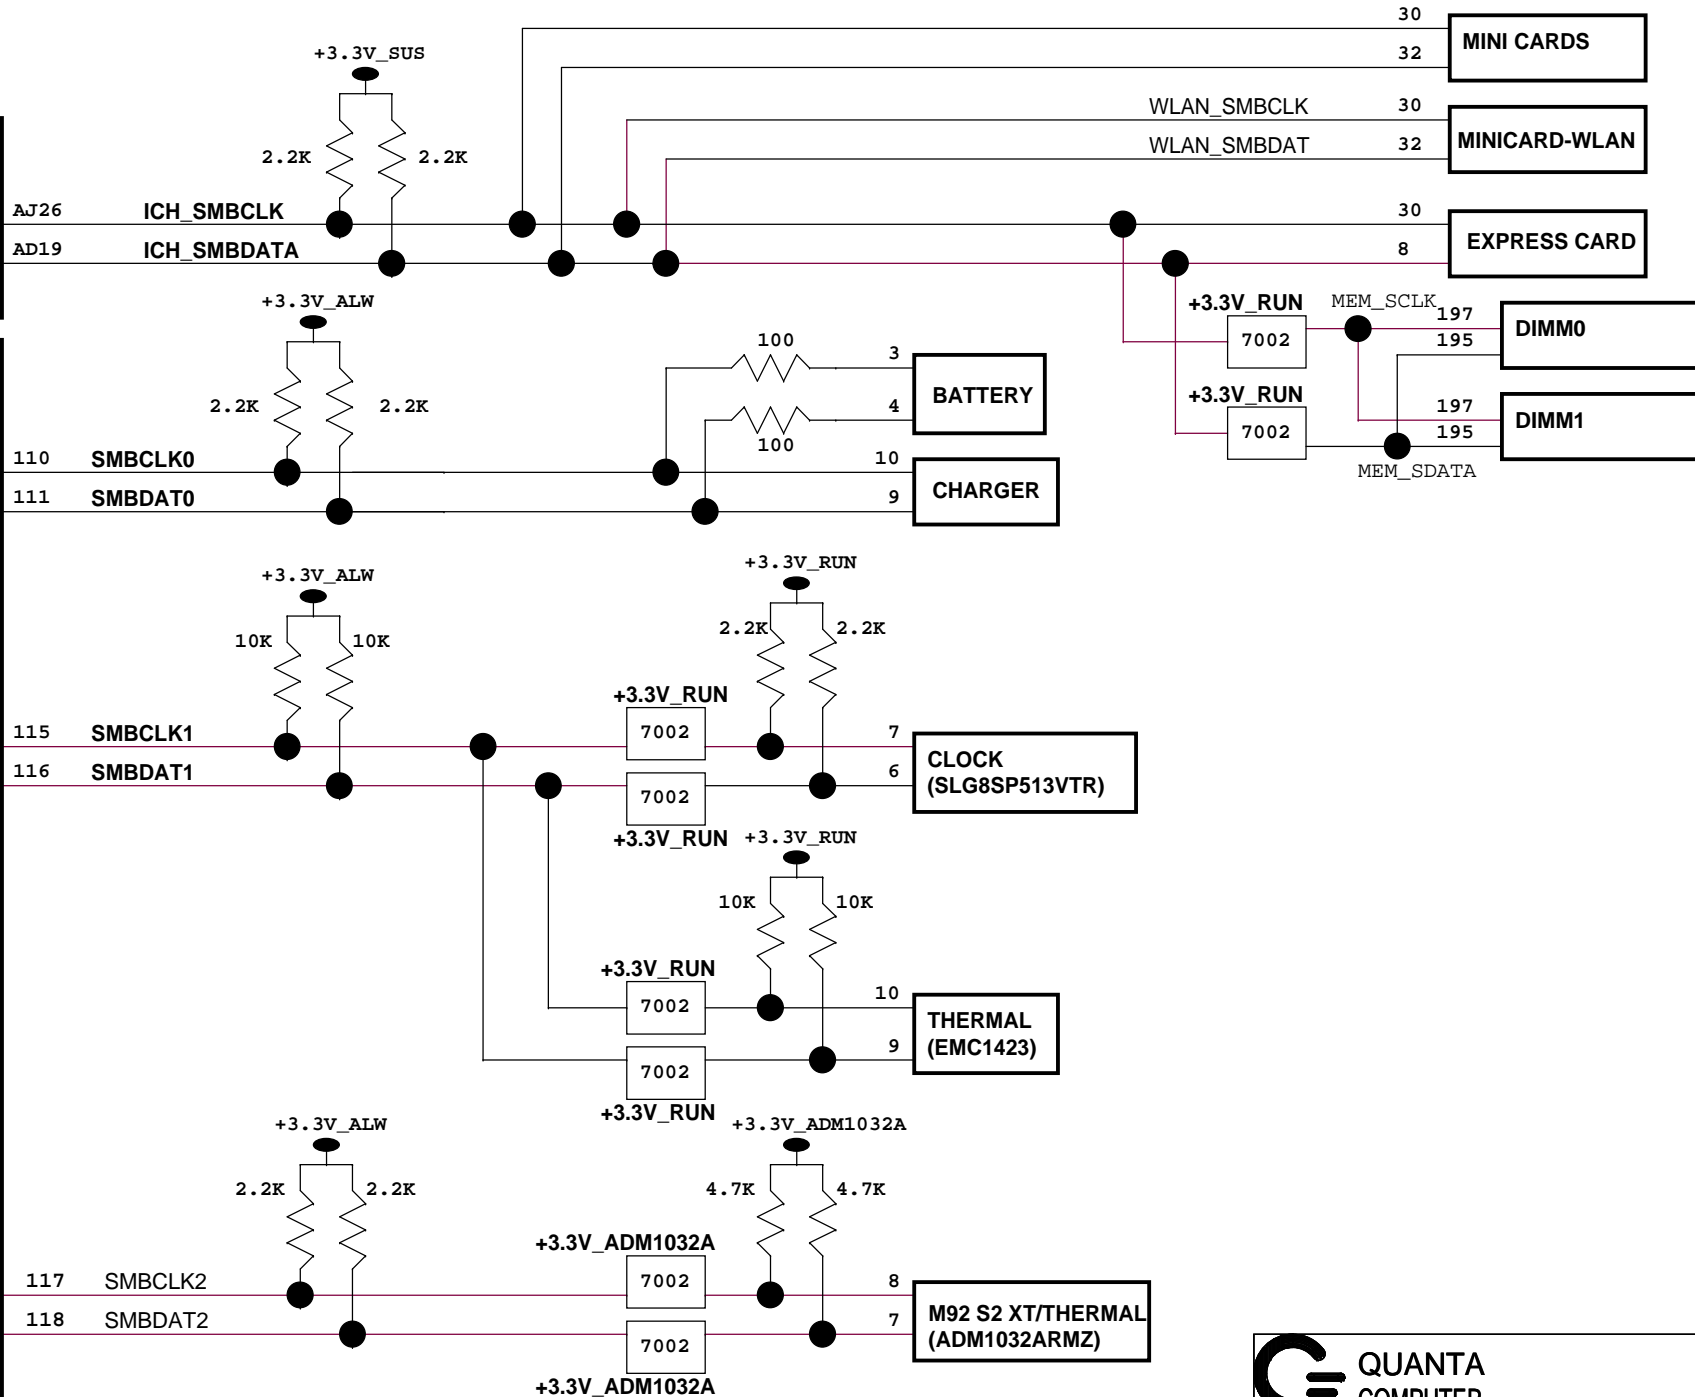 30
MINI CARDS
32
+3.3V_SUS
WLAN_SMBCLK 30
MINICARD-WLAN
WLAN_SMBDAT 32
2.2K 2.2K
AJ26 ICH_SMBCLK 30
EXPRESS CARD
AD19 ICH_SMBDATA 8
+3.3V_ALW
+3.3V_RUN MEM_SCLK
197
DIMM0
7002 195
100
3
BATTERY
2.2K 2.2K
4
100
+3.3V_RUN
197
DIMM1
7002 195
MEM_SDATA
110 SMBCLK0 10
CHARGER
111 SMBDAT0 9
+3.3V_ALW
+3.3V_RUN
10K 10K
2.2K 2.2K
+3.3V_RUN
115 SMBCLK1 7002 7
CLOCK
(SLG8SP513VTR)
116 SMBDAT1 7002 6
+3.3V_RUN +3.3V_RUN
10K 10K
+3.3V_RUN
7002 10
THERMAL
(EMC1423)
7002 9
+3.3V_RUN
+3.3V_ALW +3.3V_ADM1032A
2.2K 2.2K 4.7K 4.7K
+3.3V_ADM1032A
117 SMBCLK2 7002 8
M92 S2 XT/THERMAL
(ADM1032ARMZ)
118 SMBDAT2 7002 7
+3.3V_ADM1032A
QUANTA
COMPUTER